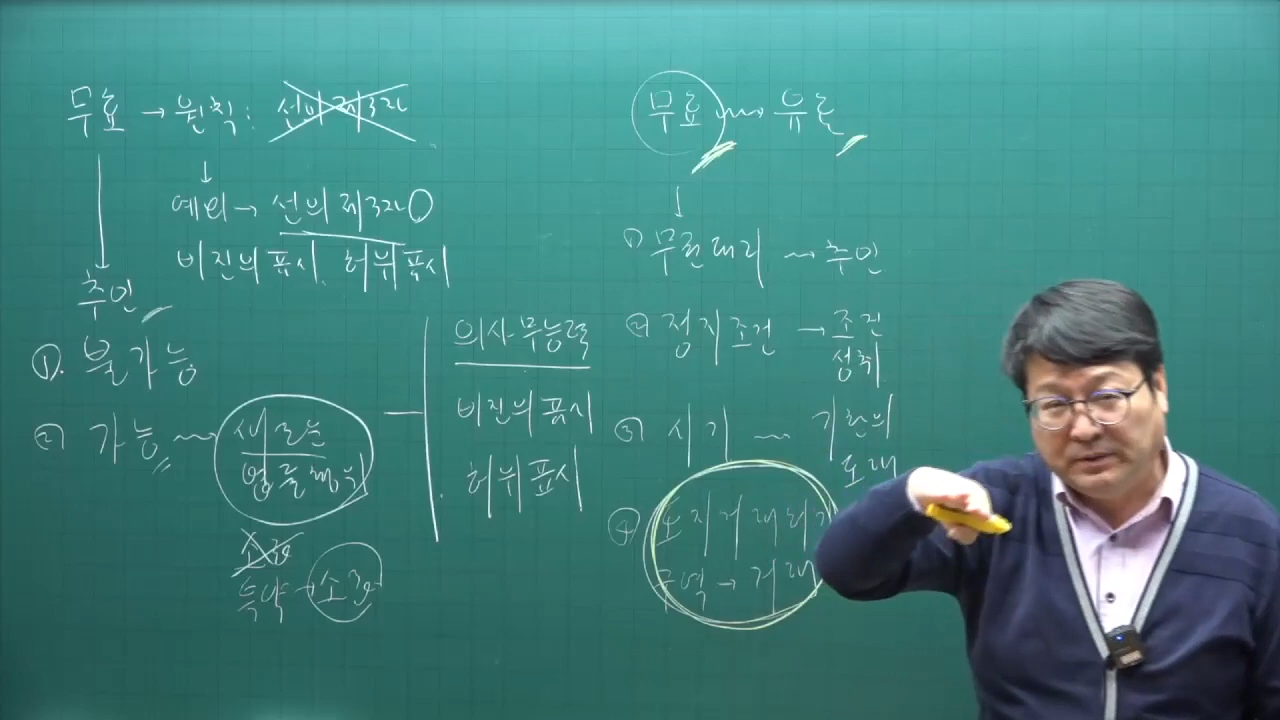 무효 → 원칙: 선의 제3자
↓
예외 → 선의 제3자 O
비진의표시, 허위표시
추인
①. 불가능
② 가능 ~ 새로운
법률행위
소급
특약 → 소급
의사무능력
비진의표시
허위표시
무효 ~ 유효
↓
① 무권대리 ~ 추인
② 정지조건 → 조건
성취
③ 시기 ~ 기한의
도래
④ 토지거래허가
구역 → 거래